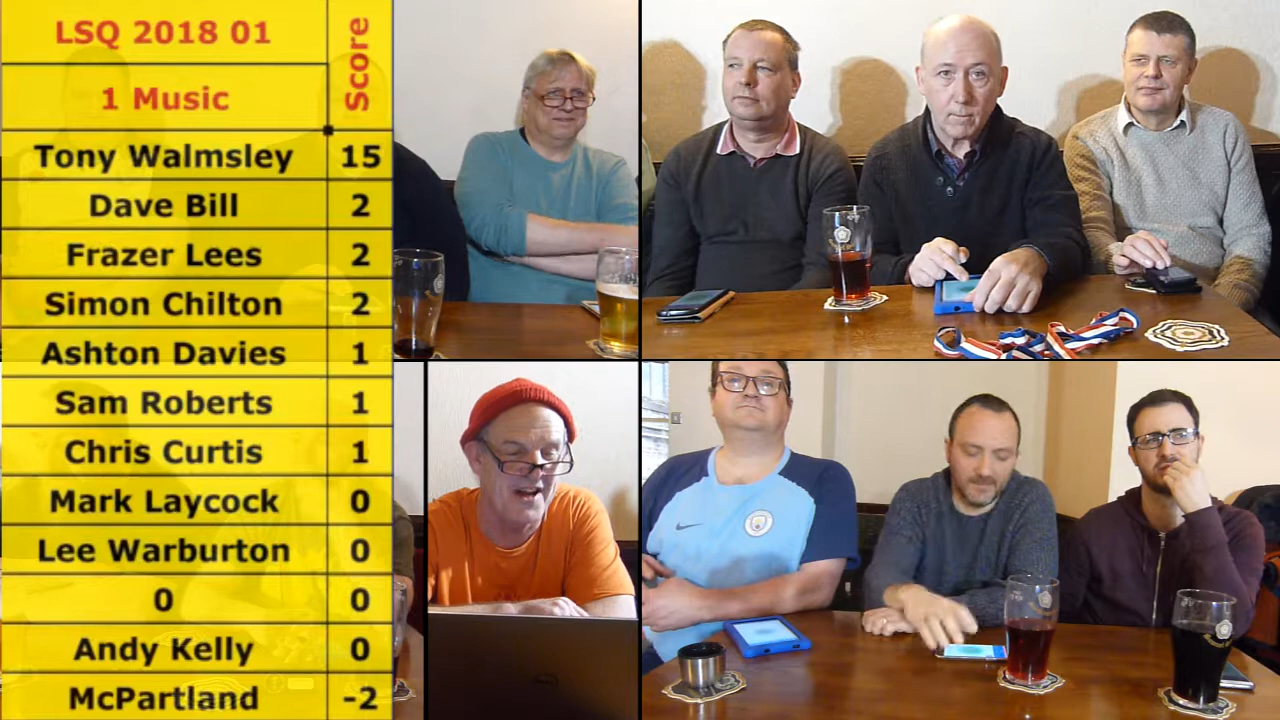 LSQ 2018 01
Score
1 Music
Tony Walmsley 15
Dave Bill 2
Frazer Lees 2
Simon Chilton 2
Ashton Davies 1
Sam Roberts 1
Chris Curtis 1
Mark Laycock 0
Lee Warburton 0
0 0
Andy Kelly 0
McPartland -2